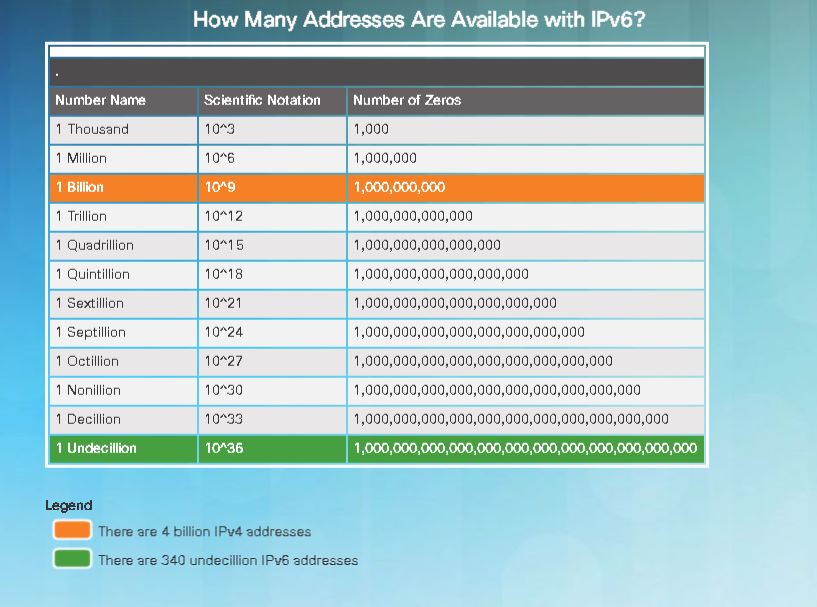 How Many Addresses Are Available with IPv6?
.
Number Name Scientific Notation Number of Zeros
1 Thousand 10^3 1,000
1 Million 10^6 1,000,000
1 Billion 10^9 1,000,000,000
1 Trillion 10^12 1,000,000,000,000
1 Quadrillion 10^15 1,000,000,000,000,000
1 Quintillion 10^18 1,000,000,000,000,000,000
1 Sextillion 10^21 1,000,000,000,000,000,000,000
1 Septillion 10^24 1,000,000,000,000,000,000,000,000
1 Octillion 10^27 1,000,000,000,000,000,000,000,000,000
1 Nonillion 10^30 1,000,000,000,000,000,000,000,000,000,000
1 Decillion 10^33 1,000,000,000,000,000,000,000,000,000,000,000
1 Undecillion 10^36 1,000,000,000,000,000,000,000,000,000,000,000,000
Legend
There are 4 billion IPv4 addresses
There are 340 undecillion IPv6 addresses